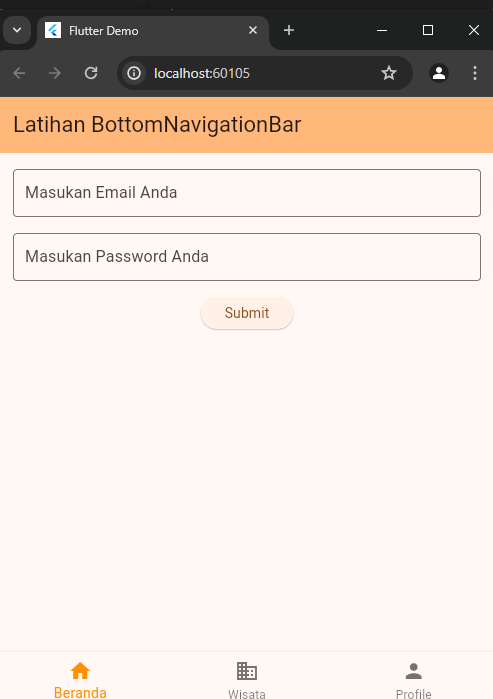 Flutter Demo
localhost:60105
Latihan BottomNavigationBar
Masukan Email Anda
Masukan Password Anda
Submit
Beranda
Wisata
Profile